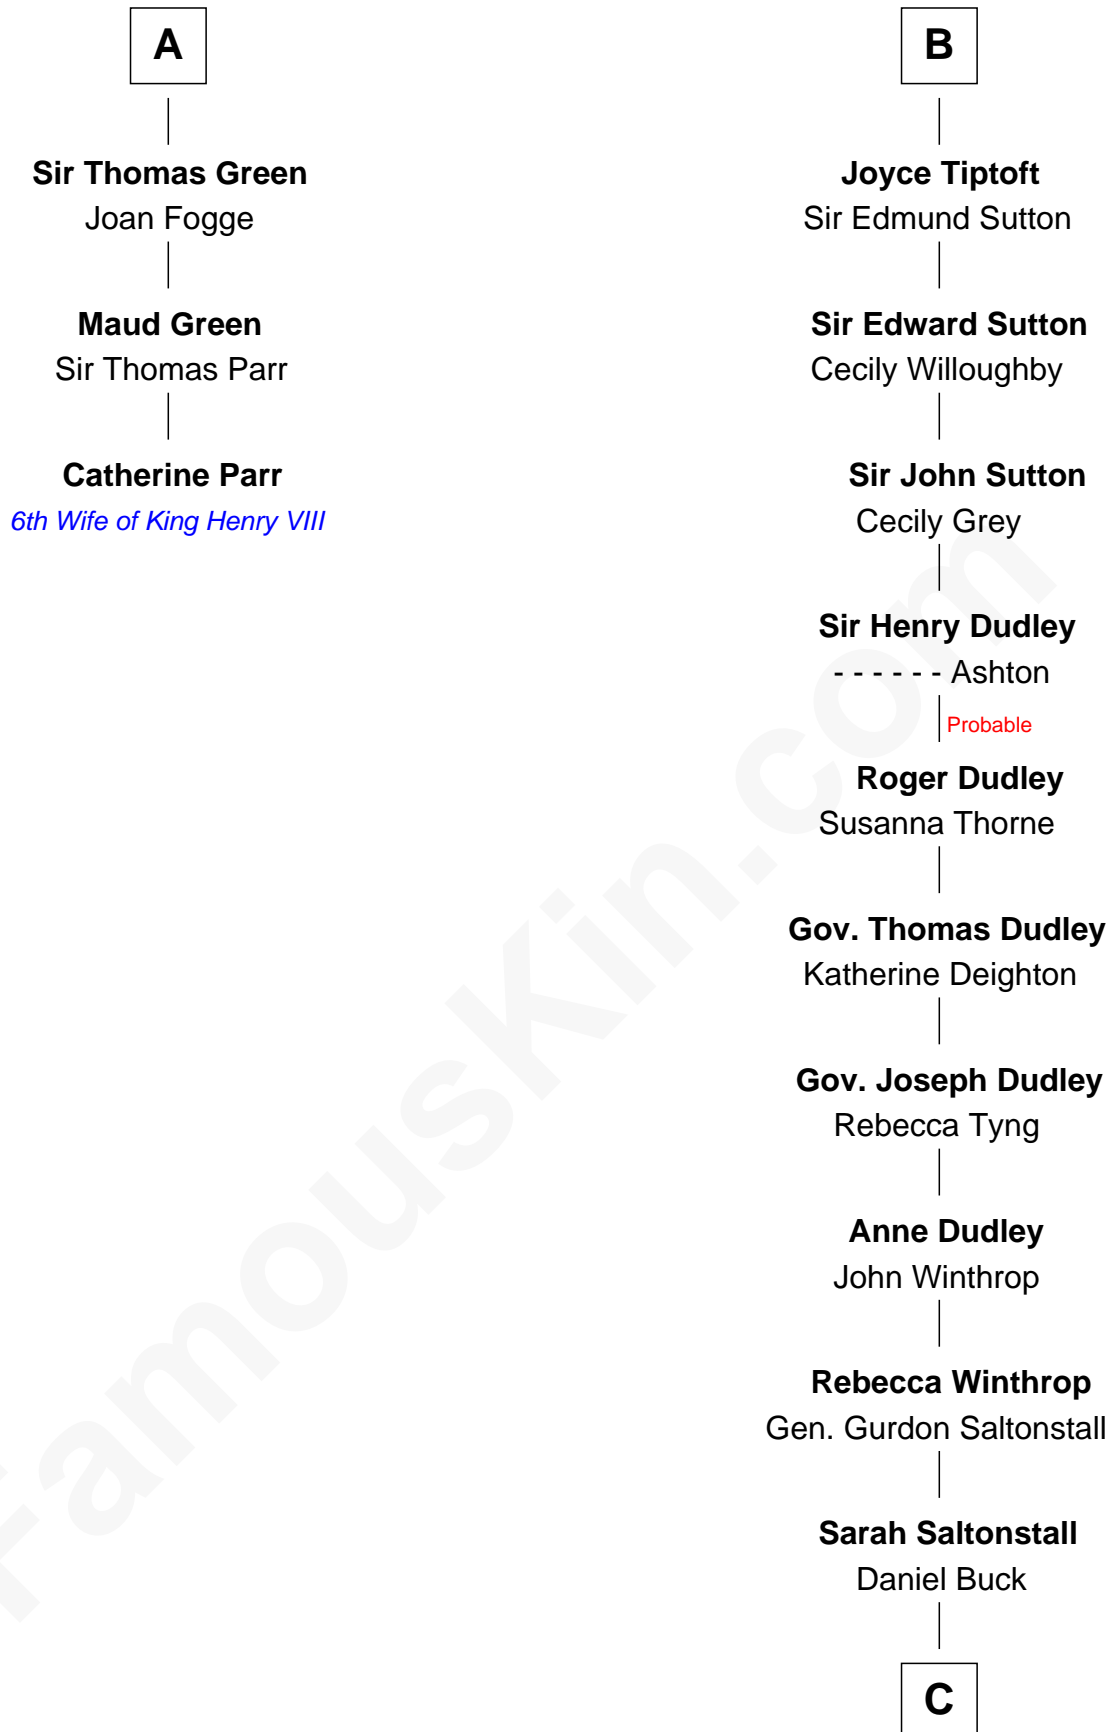 A
Sir Thomas Green
Joan Fogge
Maud Green
Sir Thomas Parr
Catherine Parr
6th Wife of King Henry VIII
B
Joyce Tiptoft
Sir Edmund Sutton
Sir Edward Sutton
Cecily Willoughby
Sir John Sutton
Cecily Grey
Sir Henry Dudley
- - - - - - Ashton
Probable
Roger Dudley
Susanna Thorne
Gov. Thomas Dudley
Katherine Deighton
Gov. Joseph Dudley
Rebecca Tyng
Anne Dudley
John Winthrop
Rebecca Winthrop
Gen. Gurdon Saltonstall
Sarah Saltonstall
Daniel Buck
C
FamousKin.com